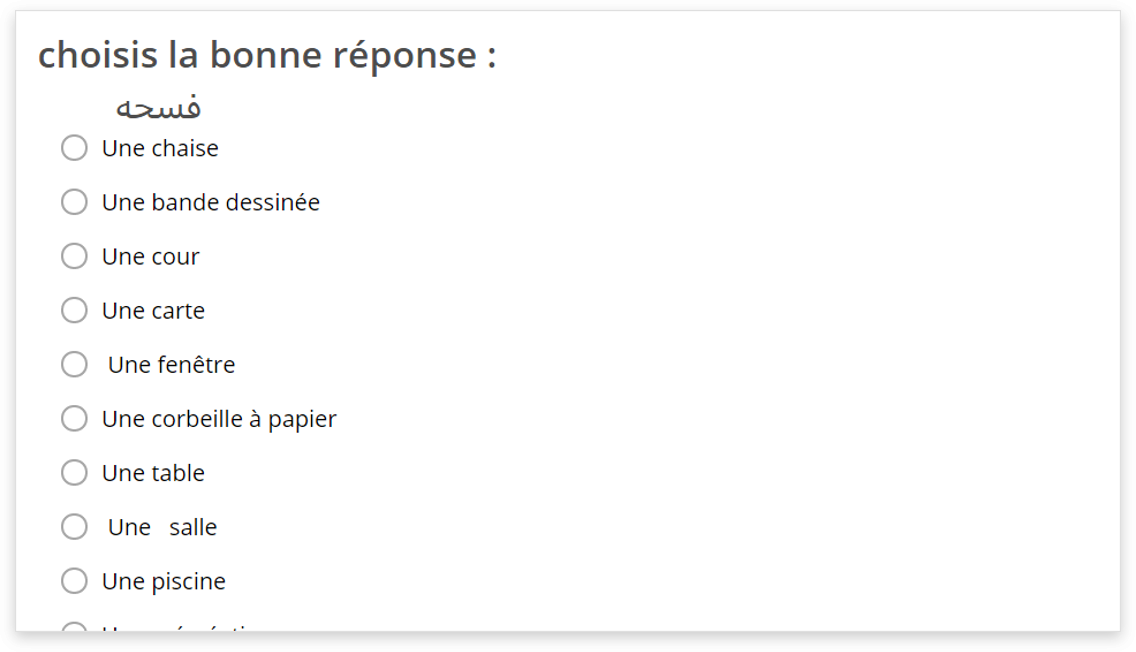 choisis la bonne réponse :
فسحه
Une chaise
Une bande dessinée
Une cour
Une carte
Une fenêtre
Une corbeille à papier
Une table
Une salle
Une piscine